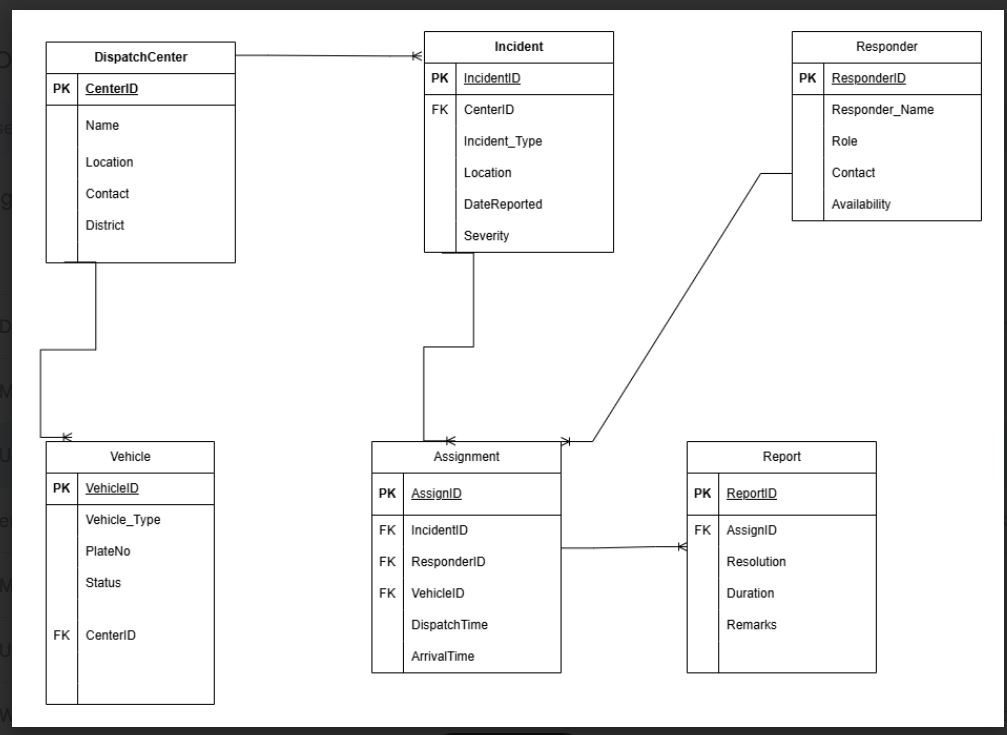 DispatchCenter
PK CenterID
Name
Location
Contact
District
Incident
PK IncidentID
FK CenterID
Incident_Type
Location
DateReported
Severity
Responder
PK ResponderID
Responder_Name
Role
Contact
Availability
Vehicle
PK VehicleID
Vehicle_Type
PlateNo
Status
FK CenterID
Assignment
PK AssignID
FK IncidentID
FK ResponderID
FK VehicleID
DispatchTime
ArrivalTime
Report
PK ReportID
FK AssignID
Resolution
Duration
Remarks